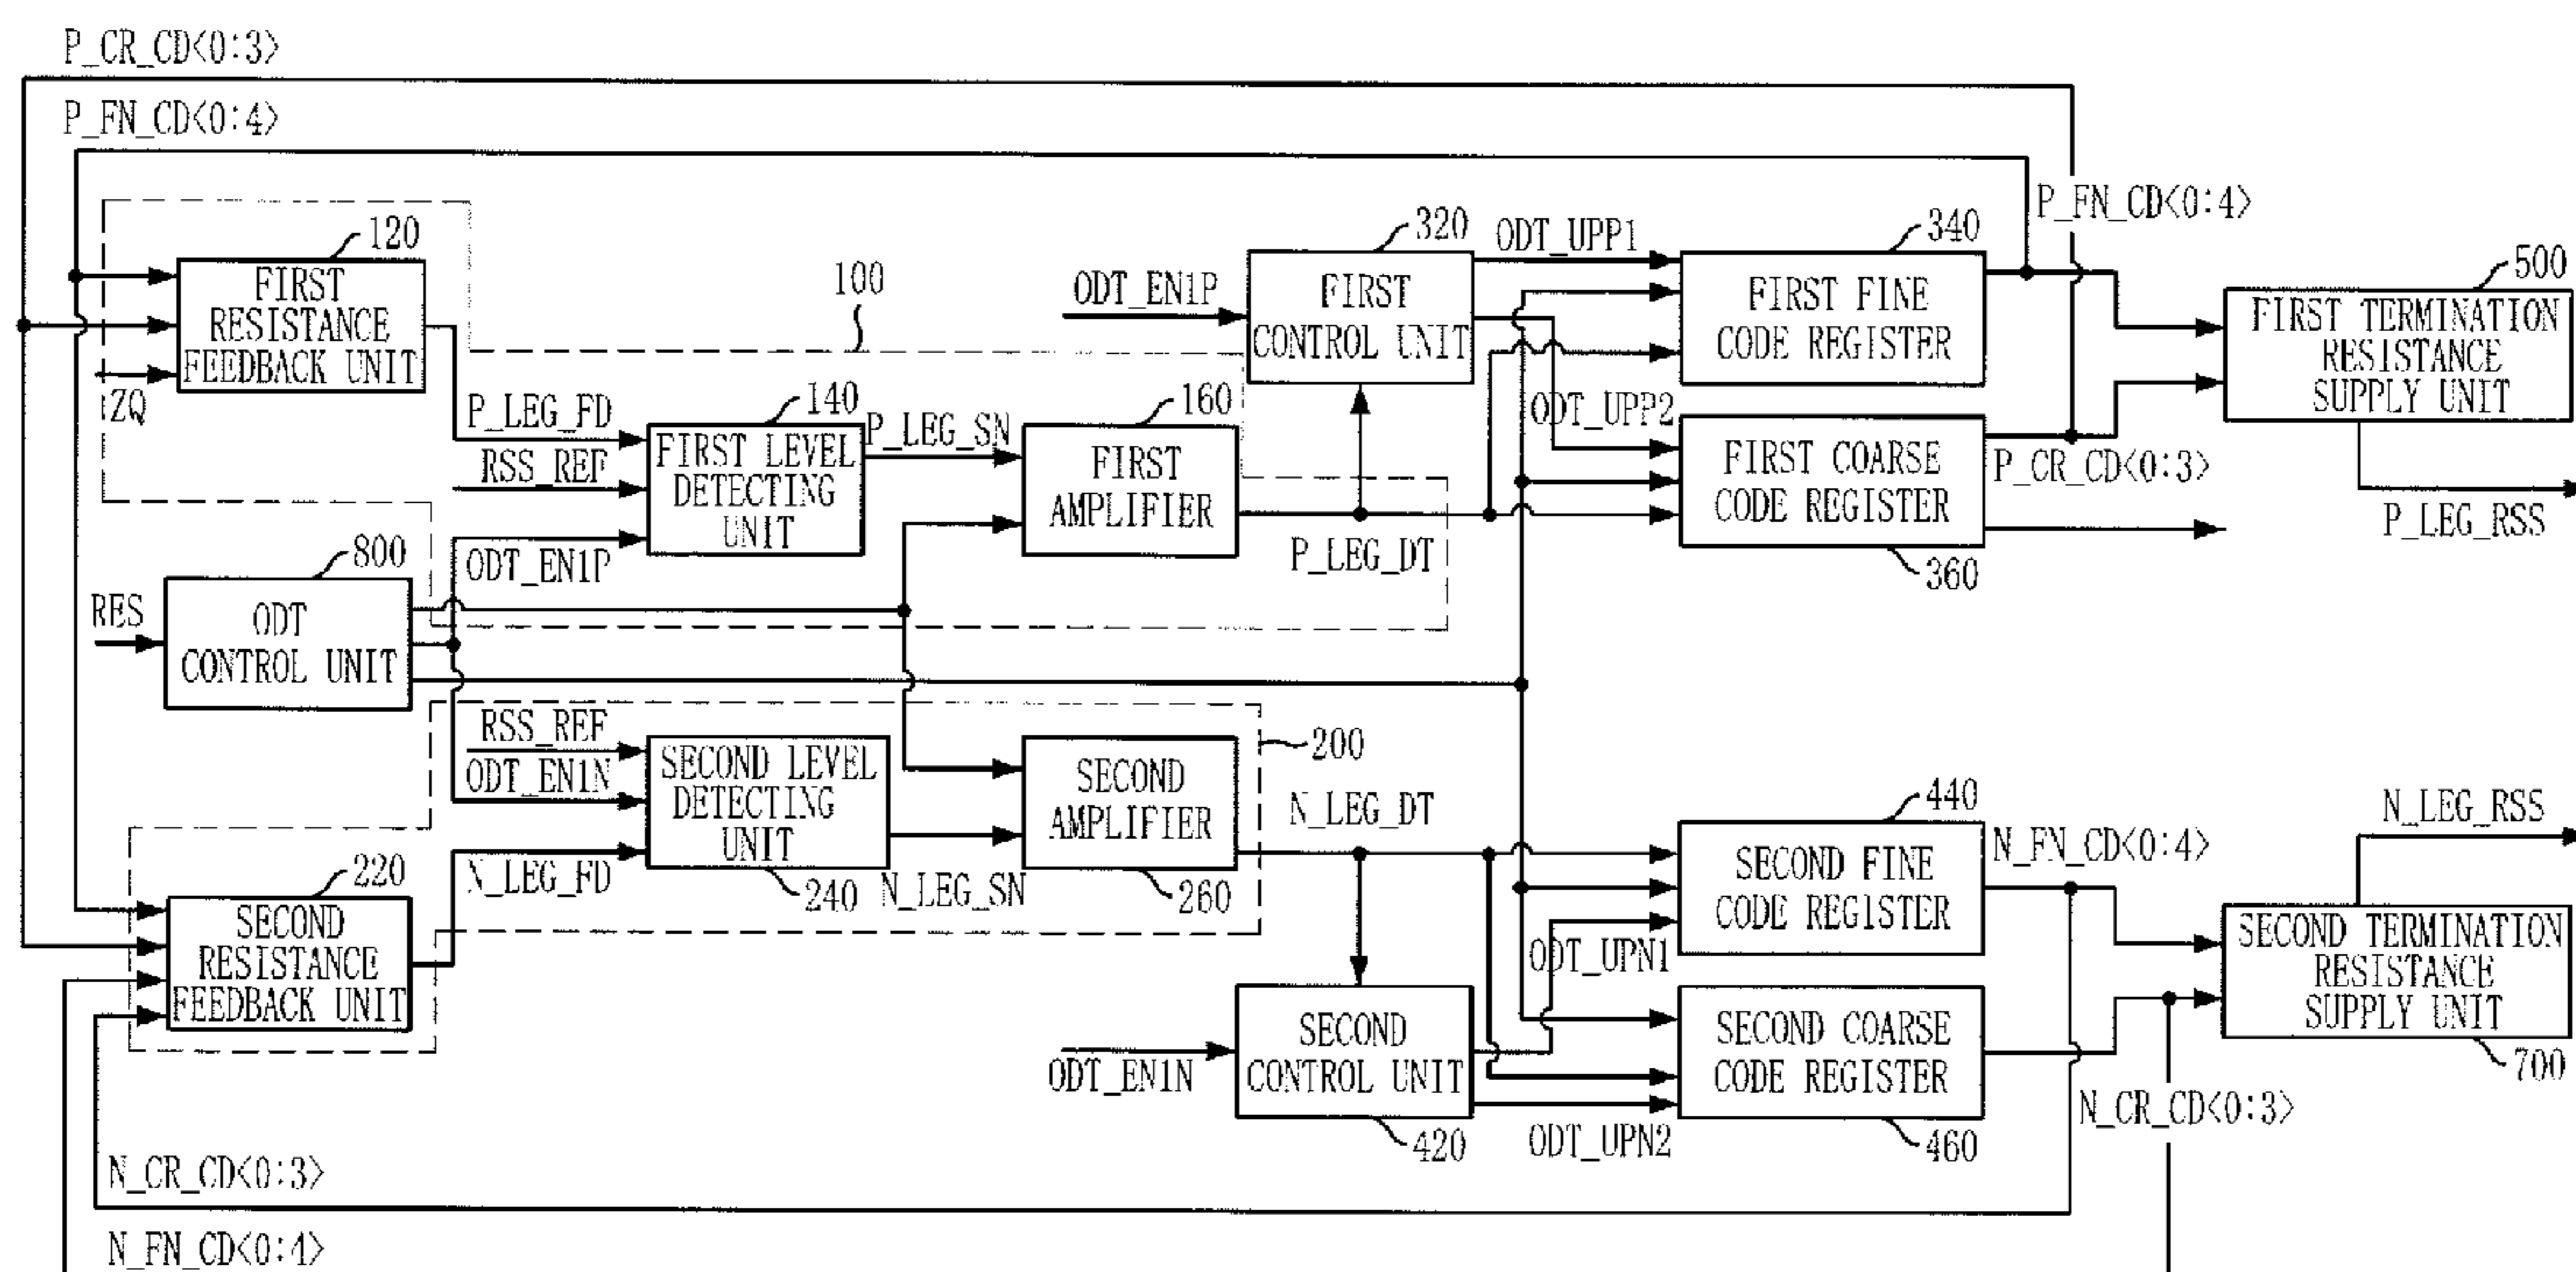 P_CR_CD<0:3>
P_FN_CD<0:4>
120
FIRST
RESISTANCE
FEEDBACK UNIT
ZQ
100
P_LEG_FD
RSS_REF
ODT_EN1P
140
FIRST LEVEL
DETECTING
UNIT
P_LEG_SN
160
FIRST
AMPLIFIER
P_LEG_DT
ODT_EN1P
320
FIRST
CONTROL UNIT
ODT_UPP1
ODT_UPP2
340
FIRST FINE
CODE REGISTER
FIRST COARSE
CODE REGISTER
360
P_FN_CD<0:4>
P_CR_CD<0:3>
500
FIRST TERMINATION
RESISTANCE
SUPPLY UNIT
P_LEG_RSS
800
RES
ODT
CONTROL UNIT
RSS_REF
ODT_EN1N
N_LEG_FD
SECOND LEVEL
DETECTING
UNIT
240
N_LEG_SN
SECOND
AMPLIFIER
260
200
N_LEG_DT
220
SECOND
RESISTANCE
FEEDBACK UNIT
ODT_EN1N
SECOND
CONTROL UNIT
420
ODT_UPN1
ODT_UPN2
440
SECOND FINE
CODE REGISTER
SECOND COARSE
CODE REGISTER
460
N_FN_CD<0:4>
N_CR_CD<0:3>
N_LEG_RSS
SECOND TERMINATION
RESISTANCE
SUPPLY UNIT
700
N_CR_CD<0:3>
N_FN_CD<0:4>